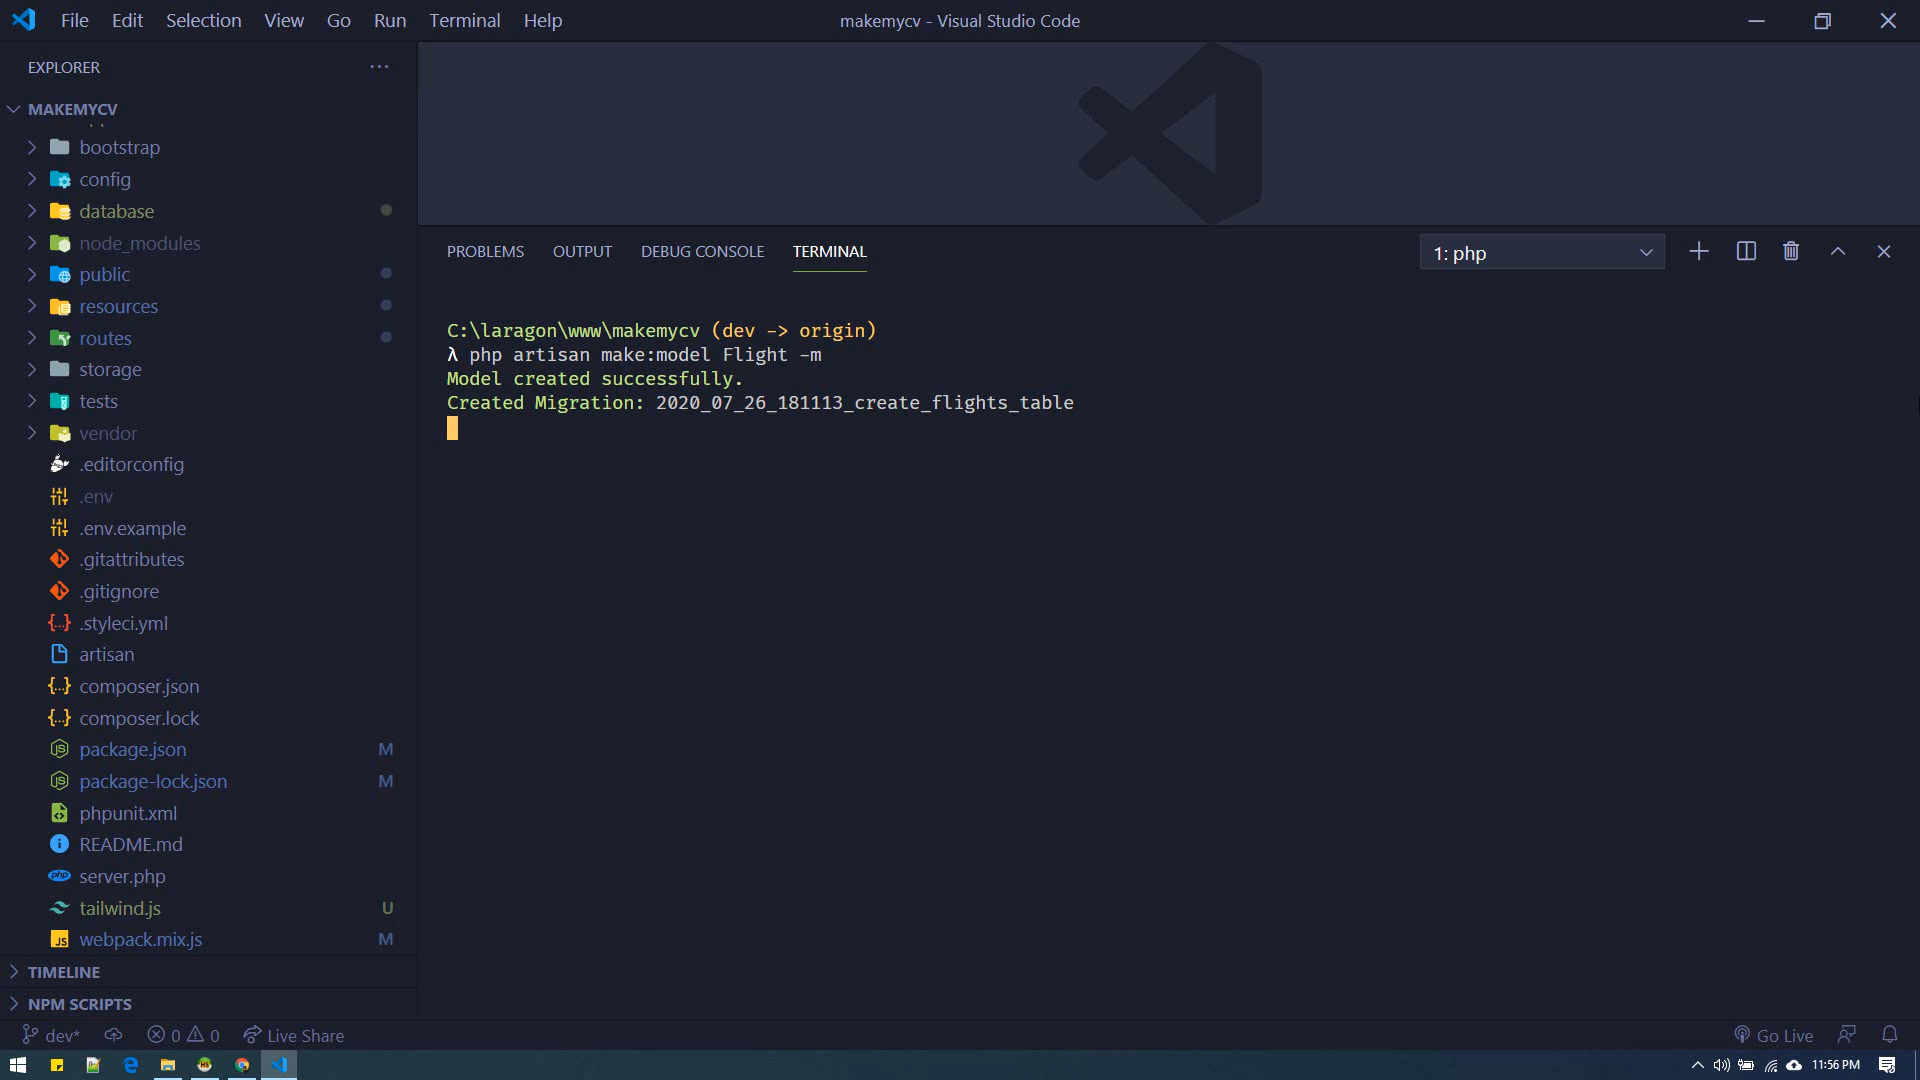 File Edit Selection View Go Run Terminal Help
makemycv - Visual Studio Code
EXPLORER
MAKEMYCV
bootstrap
config
database
node_modules
public
resources
routes
storage
tests
vendor
.editorconfig
.env
.env.example
.gitattributes
.gitignore
.styleci.yml
artisan
composer.json
composer.lock
package.json M
package-lock.json M
phpunit.xml
README.md
server.php
tailwind.js U
webpack.mix.js M
TIMELINE
NPM SCRIPTS
PROBLEMS OUTPUT DEBUG CONSOLE TERMINAL
1: php
C:\laragon\www\makemycv (dev -> origin)
λ php artisan make:model Flight -m
Model created successfully.
Created Migration: 2020_07_26_181113_create_flights_table
dev* 0 0 Live Share
Go Live
11:56 PM